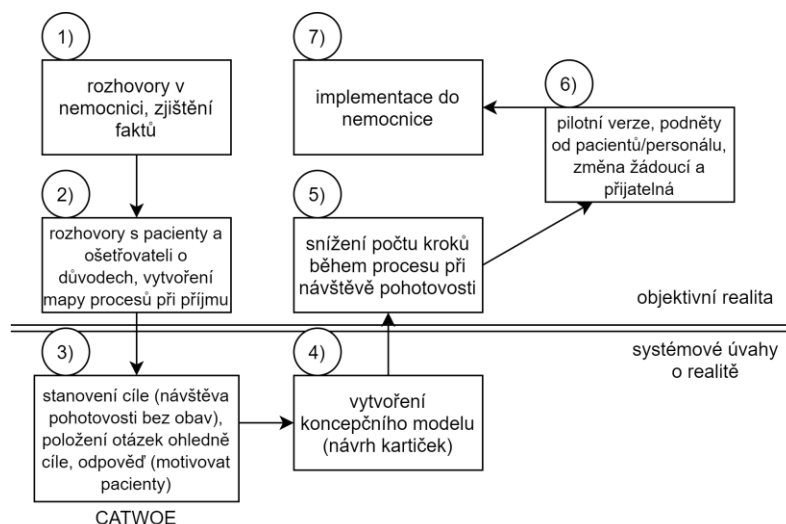 1)
rozhovory v
nemocnici, zjištění
faktů
2)
rozhovory s pacienty a
ošetřovateli o
důvodech, vytvoření
mapy procesů při příjmu
3)
stanovení cíle (návštěva
pohotovosti bez obav),
položení otázek ohledně
cíle, odpověď (motivovat
pacienty)
CATWOE
4)
vytvoření
koncepčního modelu
(návrh kartiček)
5)
snížení počtu kroků
během procesu při
návštěvě pohotovosti
6)
pilotní verze, podněty
od pacientů/personálu,
změna žádoucí a
přijatelná
7)
implementace do
nemocnice
objektivní realita
systémové úvahy
o realitě